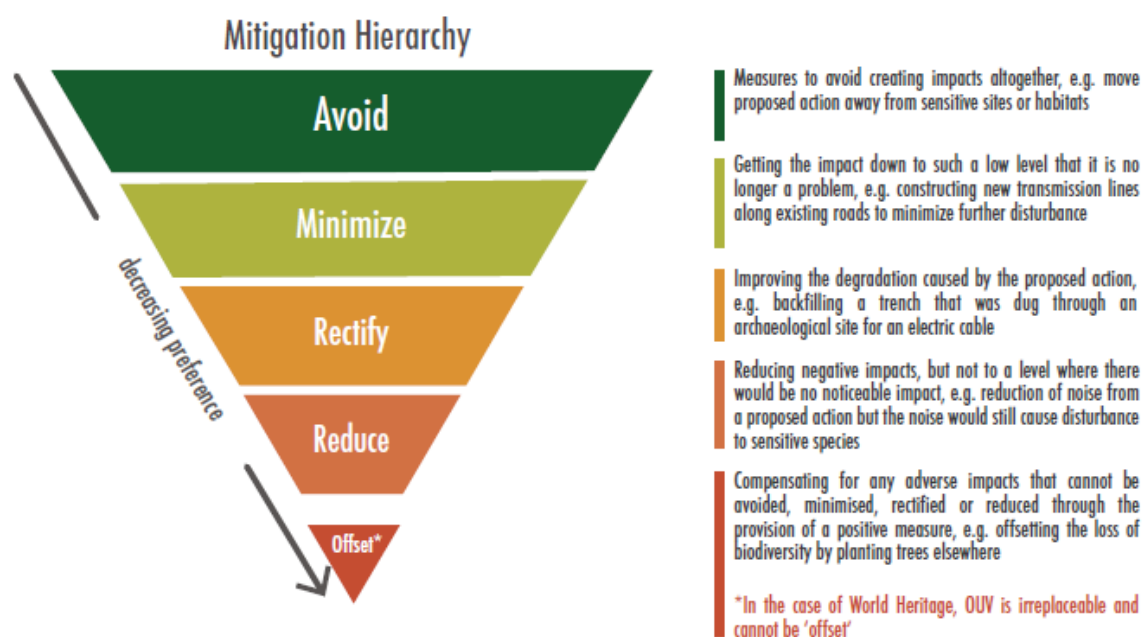 Mitigation Hierarchy
Avoid
Minimize
Rectify
Reduce
Offset*
decreasing preference
Measures to avoid creating impacts altogether, e.g. move
proposed action away from sensitive sites or habitats
Getting the impact down to such a low level that it is no
longer a problem, e.g. constructing new transmission lines
along existing roads to minimize further disturbance
Improving the degradation caused by the proposed action,
e.g. backfilling a trench that was dug through an
archaeological site for an electric cable
Reducing negative impacts, but not to a level where there
would be no noticeable impact, e.g. reduction of noise from
a proposed action but the noise would still cause disturbance
to sensitive species
Compensating for any adverse impacts that cannot be
avoided, minimised, rectified or reduced through the
provision of a positive measure, e.g. offsetting the loss of
biodiversity by planting trees elsewhere
*In the case of World Heritage, OUV is irreplaceable and
cannot be ‘offset’